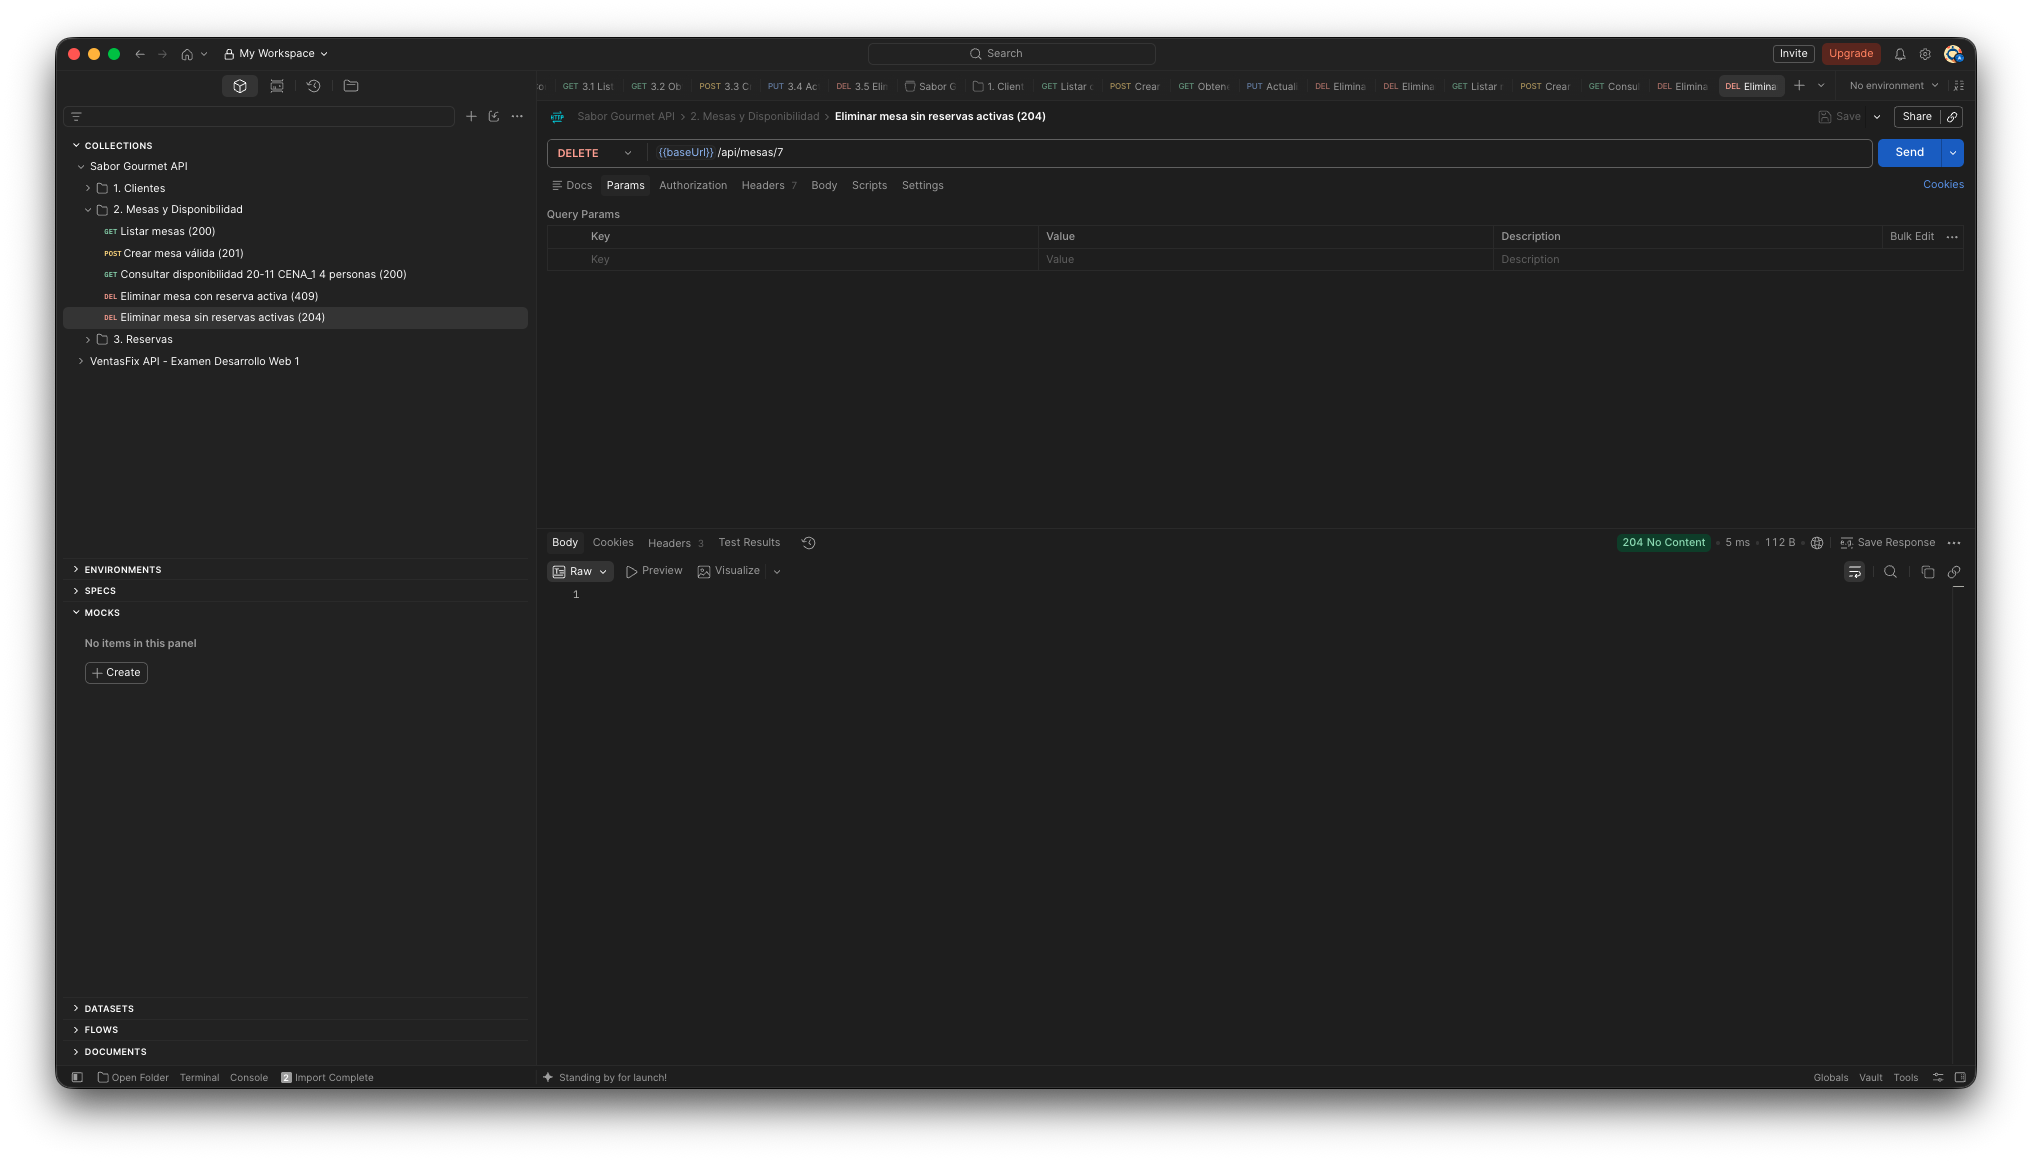 My Workspace
Search
Invite
Upgrade
GET 3.1 List
GET 3.2 Ob
POST 3.3 C
PUT 3.4 Ac
DEL 3.5 Elin
Sabor G
1. Client
GET Listar
POST Crear
GET Obtene
PUT Actuali
DEL Elimina
DEL Elimina
GET Listar
POST Crear
GET Consul
DEL Elimina
DEL Elimina
No environment
COLLECTIONS
Sabor Gourmet API
1. Clientes
2. Mesas y Disponibilidad
GET Listar mesas (200)
POST Crear mesa válida (201)
GET Consultar disponibilidad 20-11 CENA_1 4 personas (200)
DEL Eliminar mesa con reserva activa (409)
DEL Eliminar mesa sin reservas activas (204)
3. Reservas
VentasFix API - Examen Desarrollo Web 1
ENVIRONMENTS
SPECS
MOCKS
No items in this panel
Create
DATASETS
FLOWS
DOCUMENTS
HTTP Sabor Gourmet API > 2. Mesas y Disponibilidad > Eliminar mesa sin reservas activas (204)
Save
Share
DELETE {{baseUrl}} /api/mesas/7
Send
Docs Params Authorization Headers 7 Body Scripts Settings
Cookies
Query Params
Key Value Description Bulk Edit
Key Value Description
Body Cookies Headers 3 Test Results
204 No Content • 5 ms • 112 B
e.g. Save Response
Raw Preview Visualize
1
Open Folder Terminal Console 2 Import Complete
Standing by for launch!
Globals Vault Tools